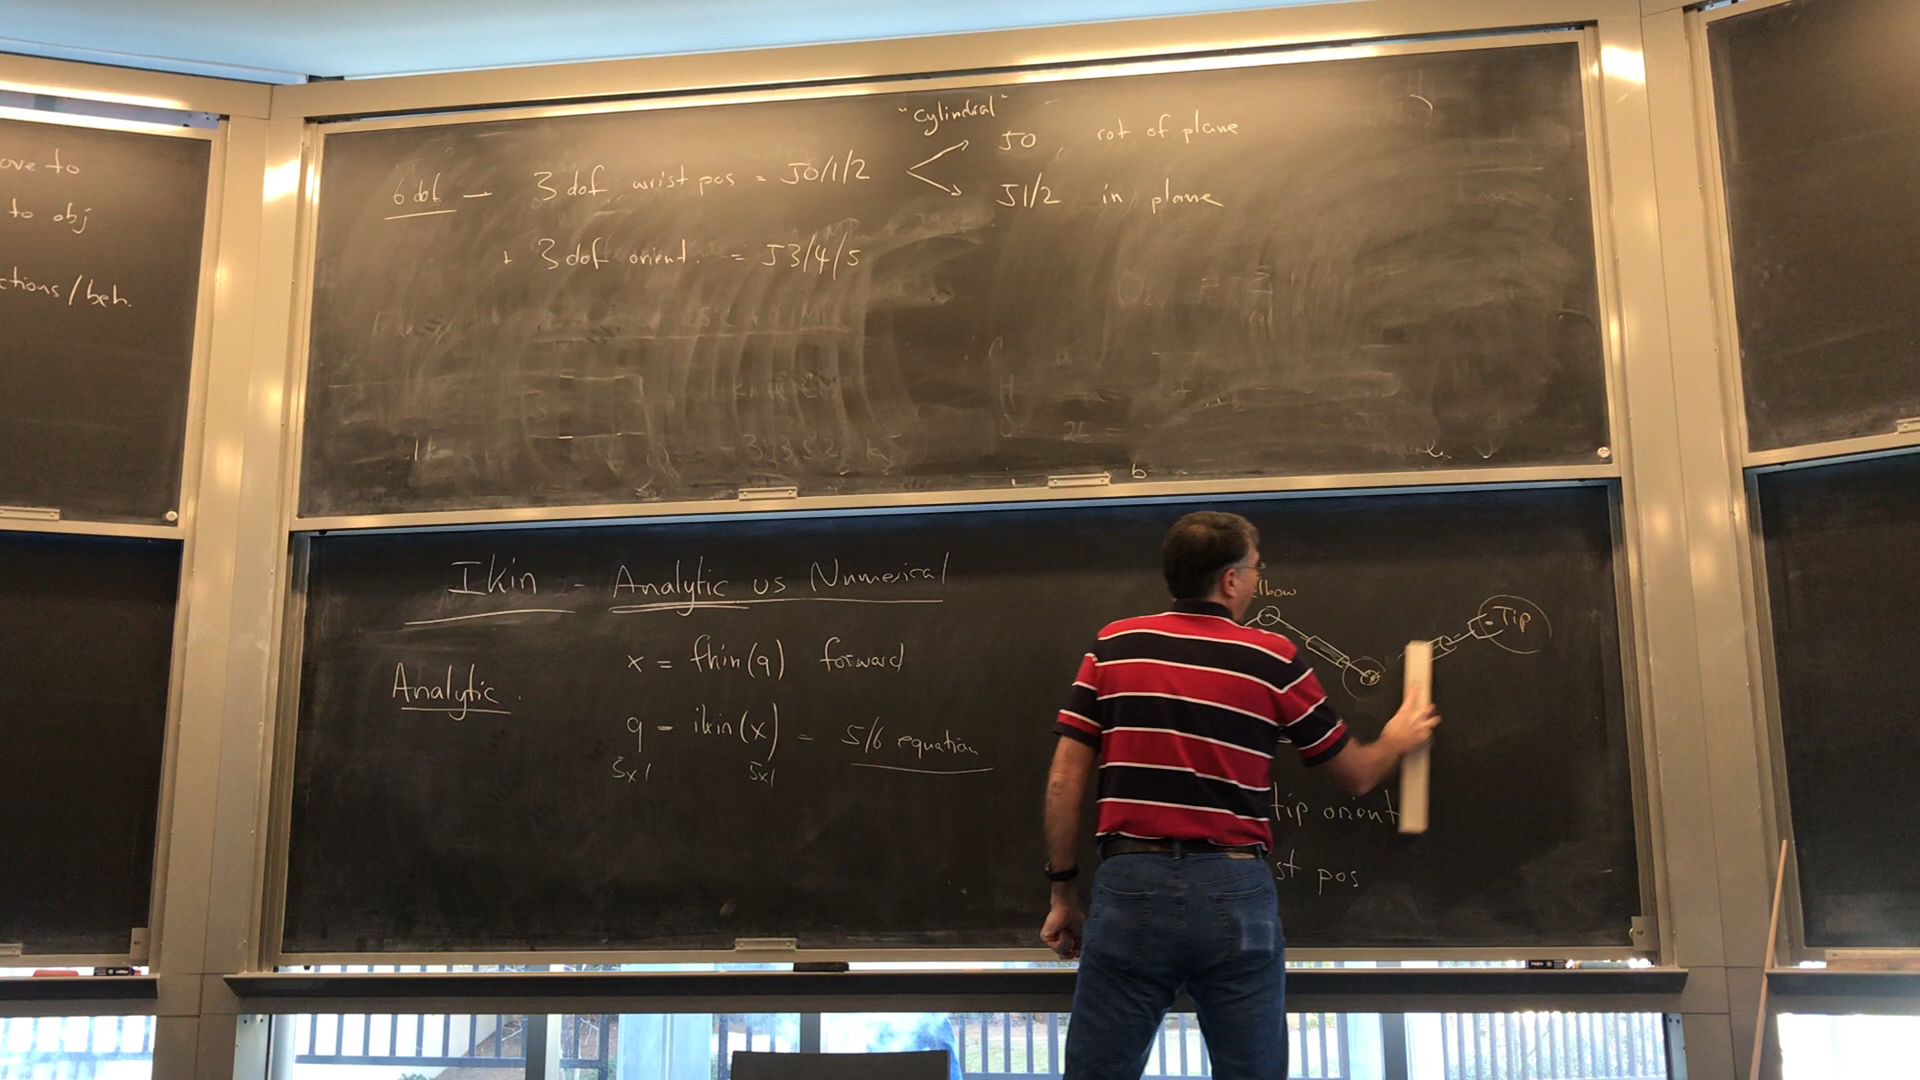 ove to
to obj
ctions/beh.
"Cylindrical"
6 dof - 3 dof wrist pos = J0/1/2
J0 rot of plane
J1/2 in plane
+ 3 dof orient. = J3/4/5
Ikin - Analytic vs Numerical
Analytic.
x = fkin(q) forward
q = ikin(x) = 5/6 equation
5x1 5x1
lbow
Tip
tip orient
st pos